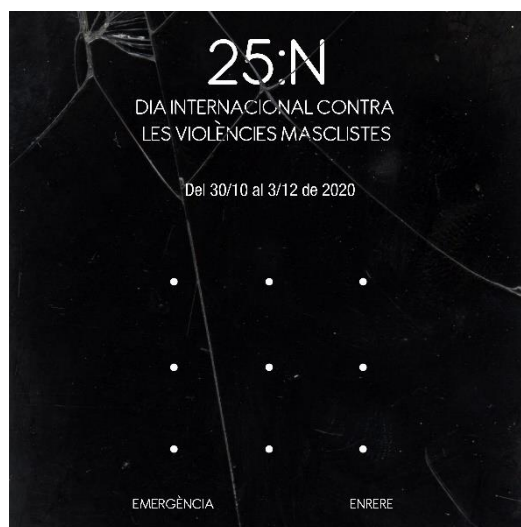 25:N
DIA INTERNACIONAL CONTRA
LES VIOLÈNCIES MASCLISTES
Del 30/10 al 3/12 de 2020
EMERGÈNCIA ENRERE